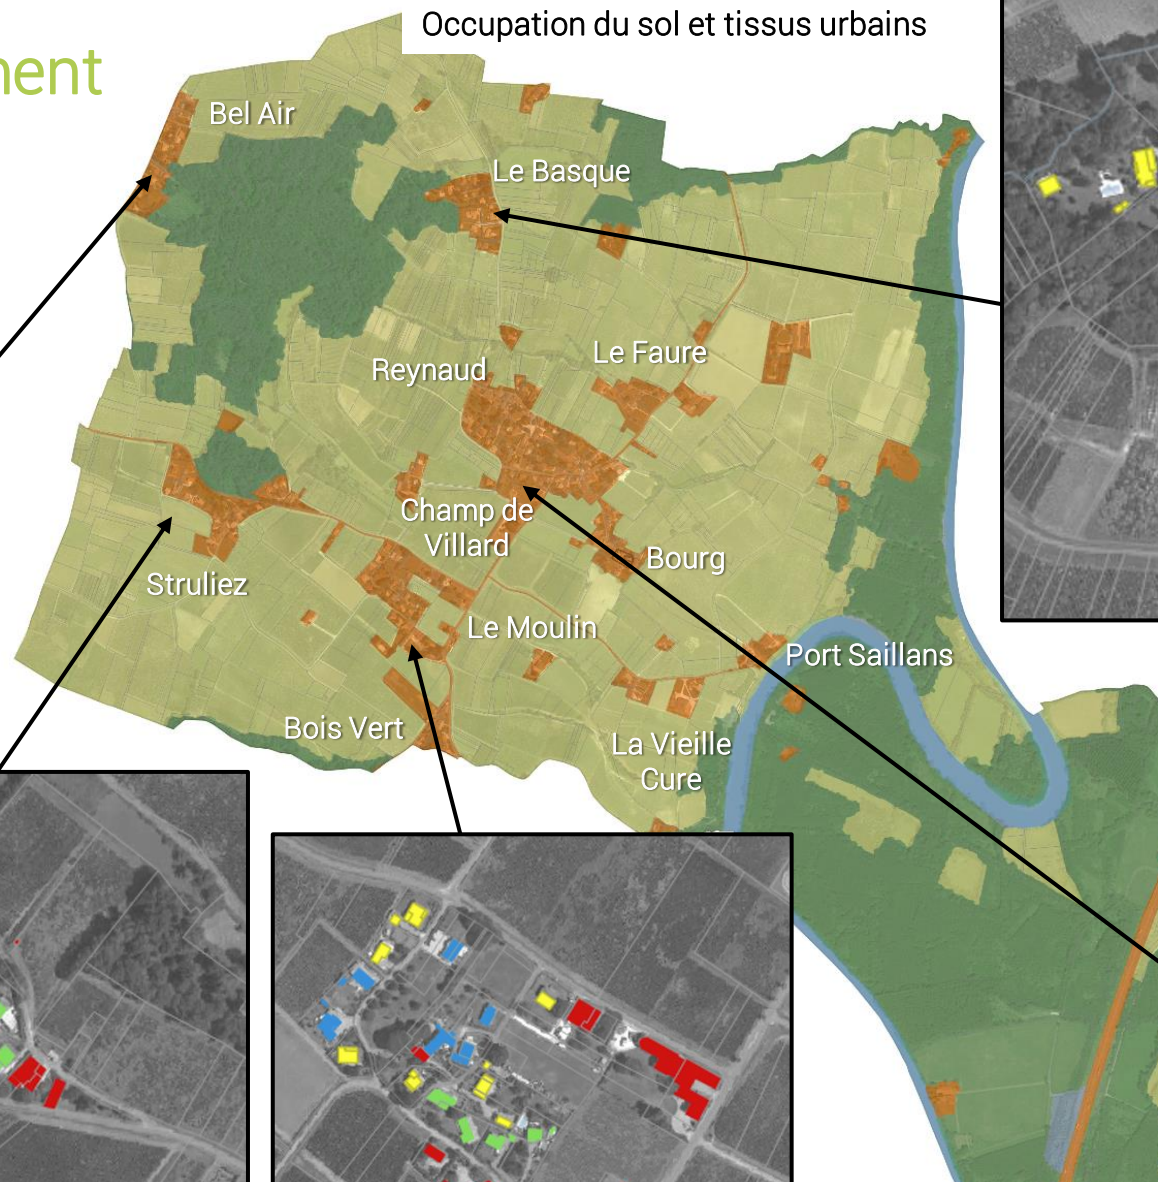 Occupation du sol et tissus urbains
nent
Bel Air
Le Basque
Le Faure
Reynaud
Champ de
Villard
Bourg
Struliez
Le Moulin
Port Saillans
Bois Vert
La Vieille
Cure